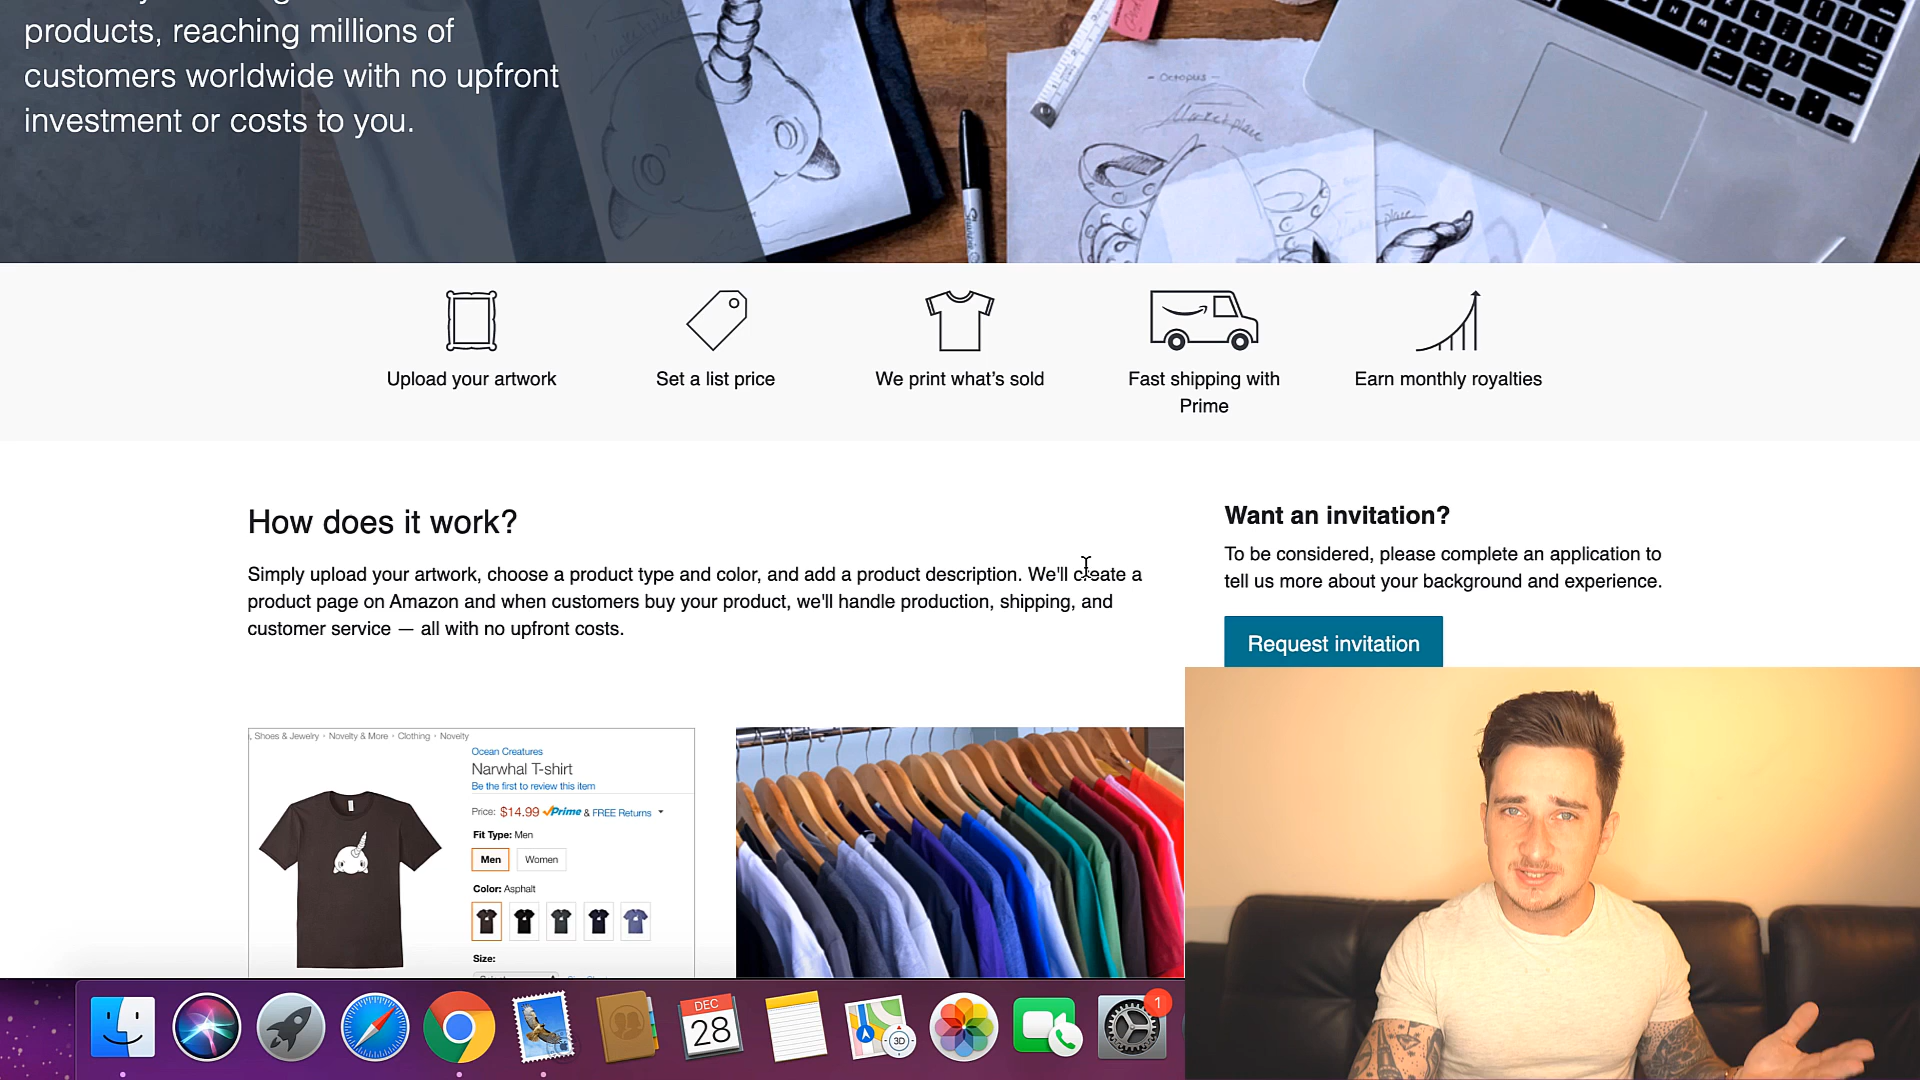 products, reaching millions of
customers worldwide with no upfront
investment or costs to you.
- Octopus -
Marketplace
Upload your artwork
Set a list price
We print what’s sold
Fast shipping with
Prime
Earn monthly royalties
How does it work?
Simply upload your artwork, choose a product type and color, and add a product description. We'll create a
product page on Amazon and when customers buy your product, we'll handle production, shipping, and
customer service — all with no upfront costs.
Want an invitation?
To be considered, please complete an application to
tell us more about your background and experience.
Request invitation
, Shoes & Jewelry › Novelty & More › Clothing › Novelty
Ocean Creatures
Narwhal T-shirt
Be the first to review this item
Price: $14.99 Prime & FREE Returns
Fit Type: Men
Men
Women
Color: Asphalt
Size:
DEC
28
3D
1